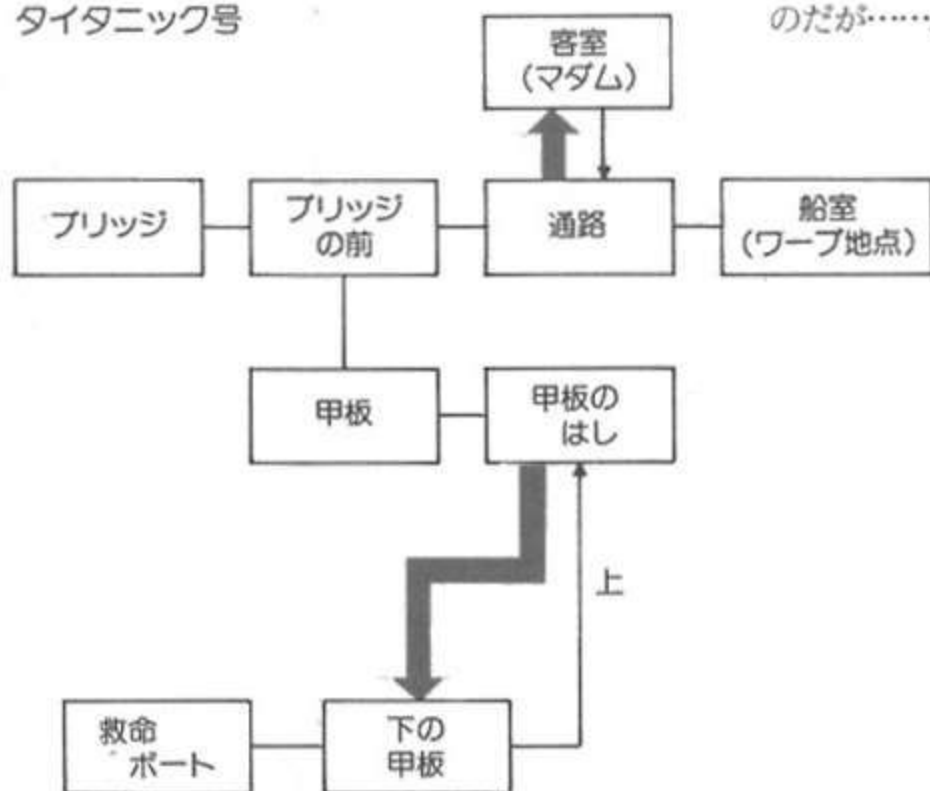 タイタニック号
のだが……
客室
(マダム)
ブリッジ
ブリッジ
の前
通路
船室
(ワープ地点)
甲板
甲板の
はし
上
救命
ボート
下の
甲板